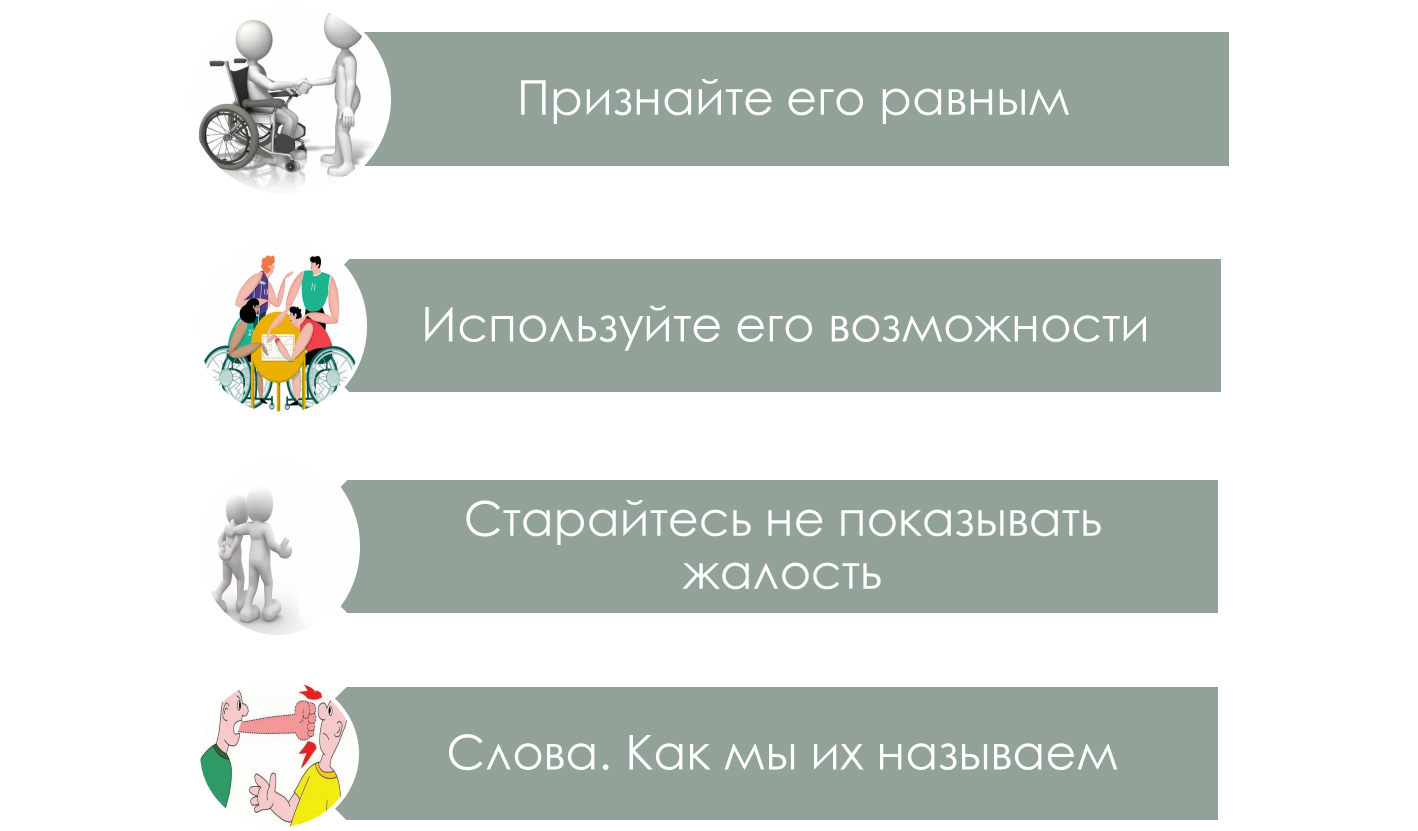 Признайте его равным
Используйте его возможности
Старайтесь не показывать
жалость
Слова. Как мы их называем